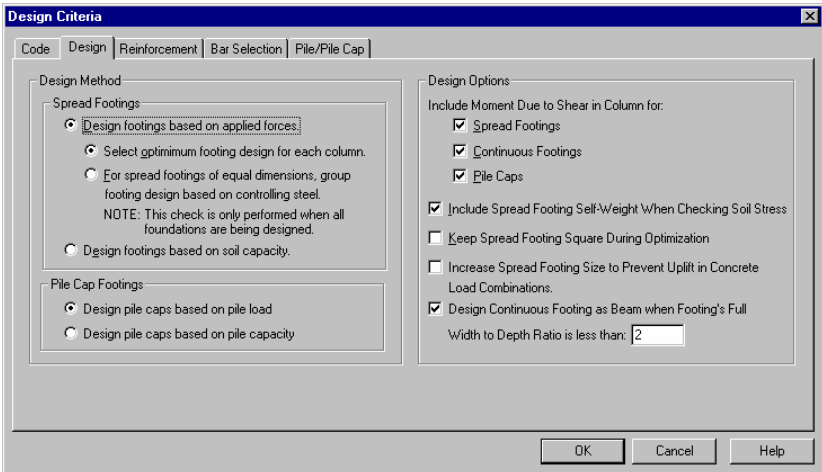 Design Criteria
Code Design Reinforcement Bar Selection Pile/Pile Cap
Design Method
Spread Footings
Design footings based on applied forces.
Select optimimum footing design for each column.
For spread footings of equal dimensions, group
footing design based on controlling steel.
NOTE: This check is only performed when all
foundations are being designed.
Design footings based on soil capacity.
Pile Cap Footings
Design pile caps based on pile load
Design pile caps based on pile capacity
Design Options
Include Moment Due to Shear in Column for:
Spread Footings
Continuous Footings
Pile Caps
Include Spread Footing Self-Weight When Checking Soil Stress
Keep Spread Footing Square During Optimization
Increase Spread Footing Size to Prevent Uplift in Concrete
Load Combinations.
Design Continuous Footing as Beam when Footing's Full
Width to Depth Ratio is less than: 2
OK Cancel Help